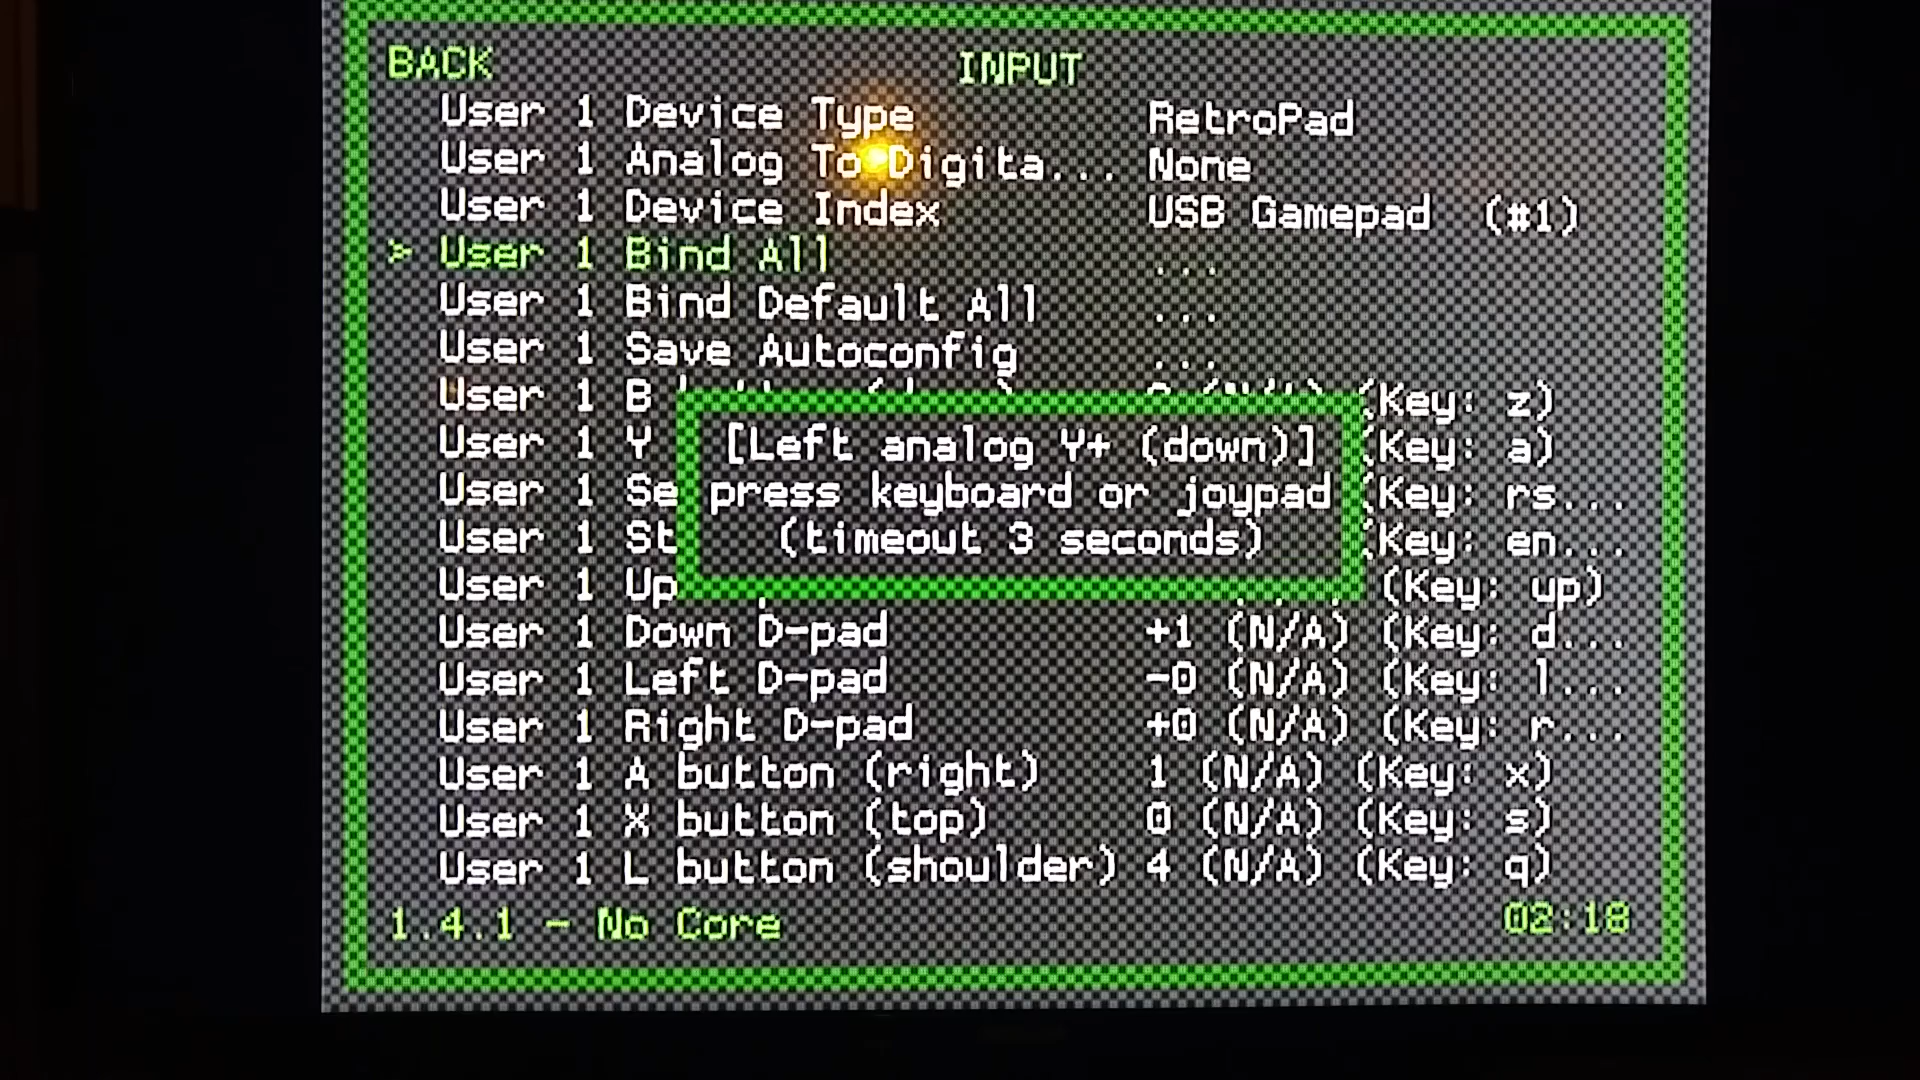 BACK INPUT
User 1 Device Type RetroPad
User 1 Analog To Digita... None
User 1 Device Index USB Gamepad (#1)
> User 1 Bind All ...
User 1 Bind Default All ...
User 1 Save Autoconfig ...
User 1 B (Key: z)
User 1 Y (Key: a)
User 1 Se (Key: rs...
User 1 St (Key: en...
User 1 Up (Key: up)
[Left analog Y+ (down)]
press keyboard or joypad
(timeout 3 seconds)
User 1 Down D-pad +1 (N/A) (Key: d...
User 1 Left D-pad -0 (N/A) (Key: l...
User 1 Right D-pad +0 (N/A) (Key: r...
User 1 A button (right) 1 (N/A) (Key: x)
User 1 X button (top) 0 (N/A) (Key: s)
User 1 L button (shoulder) 4 (N/A) (Key: q)
1.4.1 - No Core 02:18